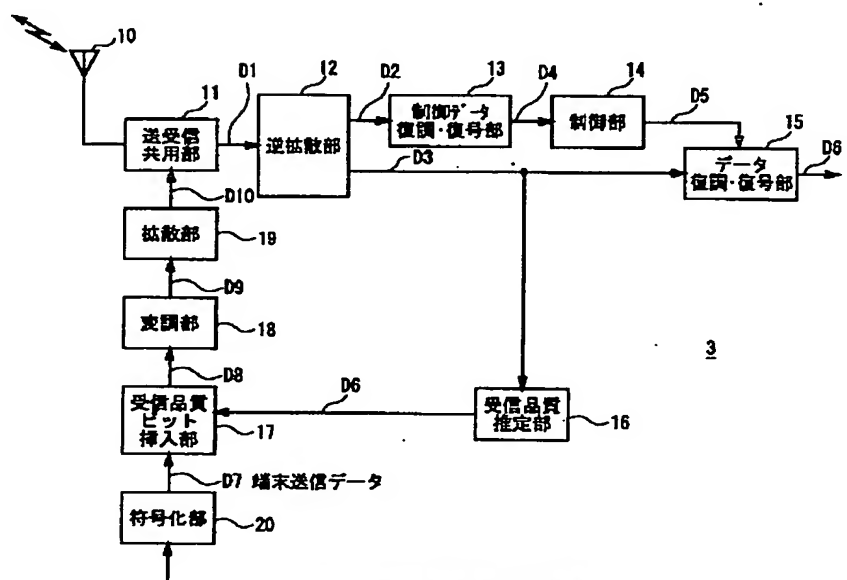 10
11
送受信
共用部
D1
12
逆拡散部
D2
13
制御データ
復調・復号部
D4
14
制御部
D5
15
データ
復調・復号部
D6
D3
D10
拡散部
19
D9
変調部
18
D8
受信品質
ビット
挿入部
17
D6
受信品質
推定部
16
3
D7 端末送信データ
符号化部
20